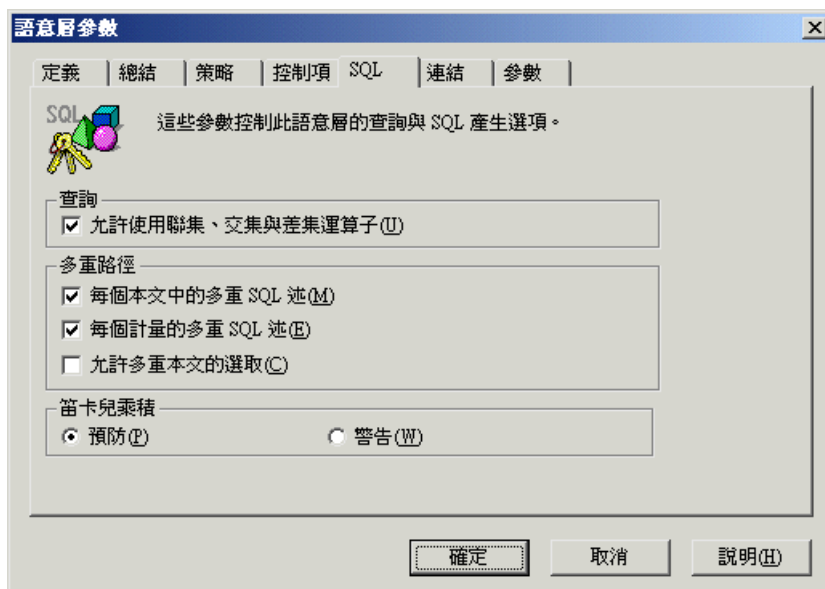 語意層參數
定義 總結 策略 控制項 SQL 連結 參數
SQL
這些參數控制此語意層的查詢與 SQL 產生選項。
查詢
允許使用聯集、交集與差集運算子(U)
多重路徑
每個本文中的多重 SQL 述(M)
每個計量的多重 SQL 述(E)
允許多重本文的選取(C)
笛卡兒乘積
預防(P) 警告(W)
確定 取消 說明(H)